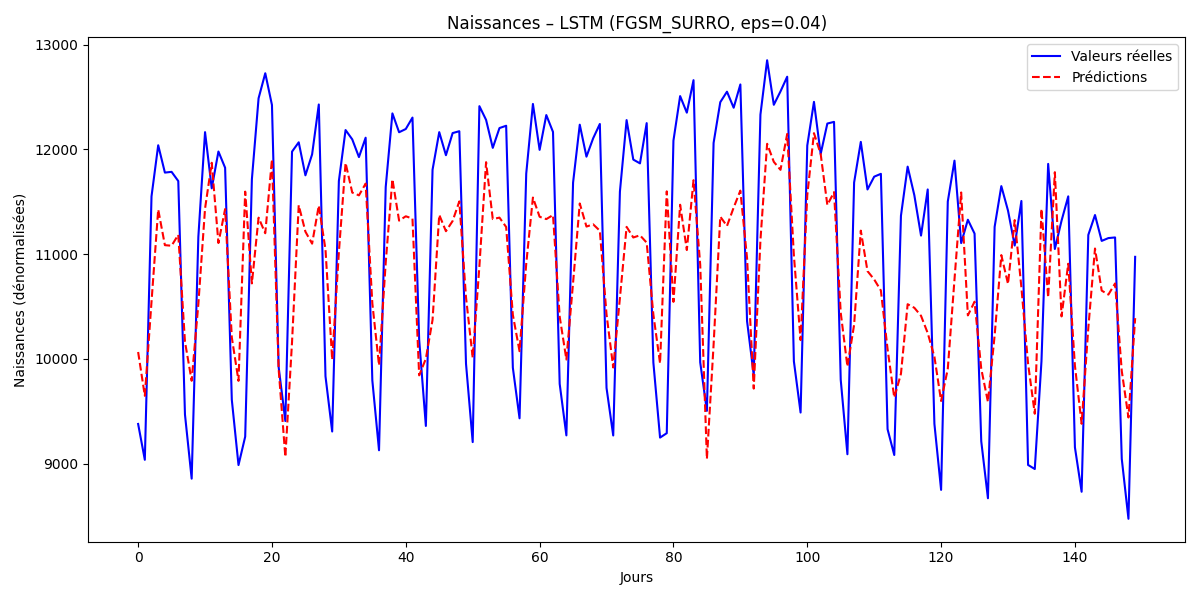 Naissances – LSTM (FGSM_SURRO, eps=0.04)
13000
12000
11000
10000
9000
Naissances (dénormalisées)
Valeurs réelles
Prédictions
0 20 40 60 80 100 120 140
Jours